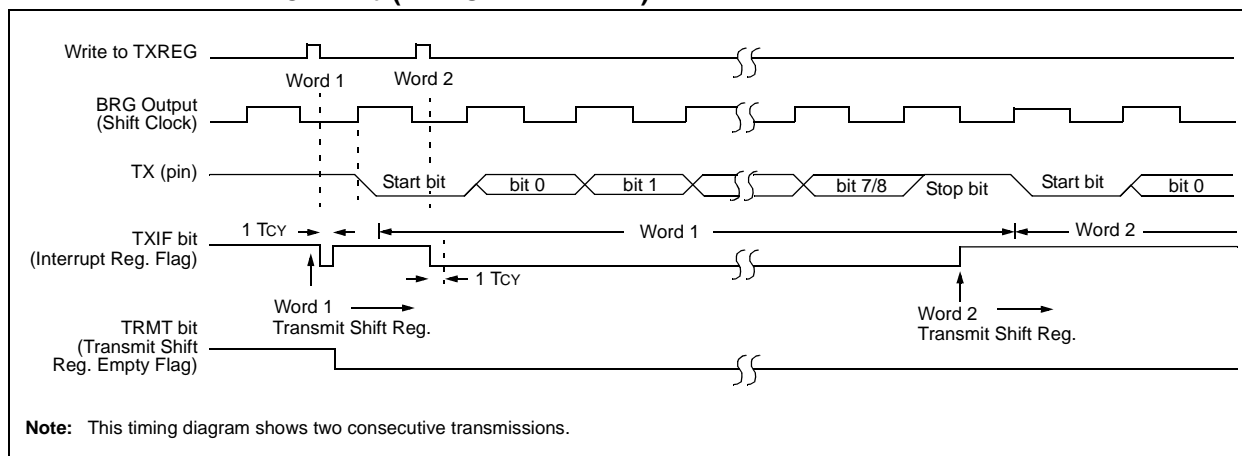 Write to TXREG
Word 1
Word 2
BRG Output
(Shift Clock)
TX (pin)
Start bit
bit 0
bit 1
bit 7/8
Stop bit
Start bit
bit 0
1 TCY
Word 1
Word 2
TXIF bit
(Interrupt Reg. Flag)
1 TCY
Word 1
Transmit Shift Reg.
Word 2
Transmit Shift Reg.
TRMT bit
(Transmit Shift
Reg. Empty Flag)
Note: This timing diagram shows two consecutive transmissions.